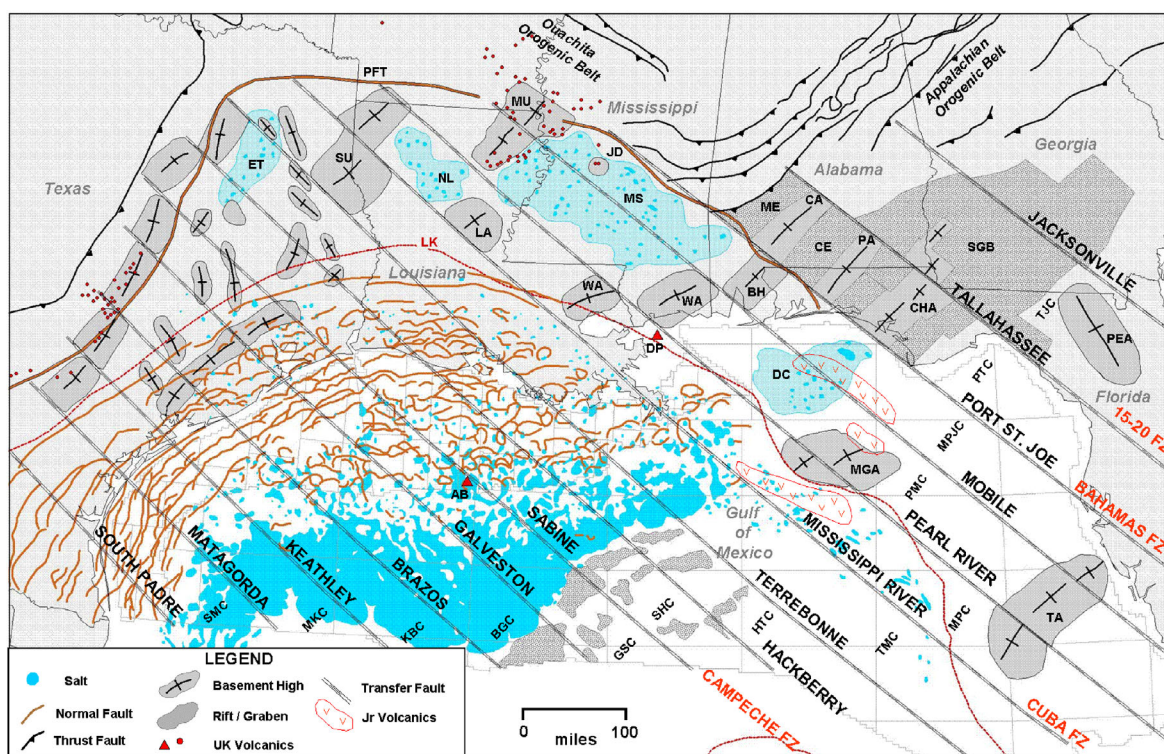 Ouachita
Orogenic Belt
Appalachian
Orogenic Belt
PFT
MU
Mississippi
JD
Alabama
Georgia
Texas
ET
SU
NL
MS
ME
CA
CE
PA
SGB
JACKSONVILLE
LA
LK
Louisiana
WA
WA
BH
CHA
TALLAHASSEE
TJC
PEA
DP
DC
PTC
Florida
15-20 FZ
PORT ST. JOE
MPJC
MGA
PMC
MOBILE
BAHAMAS FZ
AB
Gulf
of
Mexico
PEARL RIVER
MISSISSIPPI RIVER
SOUTH PADRE
MATAGORDA
KEATHLEY
BRAZOS
GALVESTON
SABINE
TERREBONNE
HACKBERRY
SMC
MKC
KBC
BGC
GSC
SHC
HTC
TMC
MPC
TA
CAMPECHE FZ
CUBA FZ
LEGEND
Salt
Normal Fault
Thrust Fault
Basement High
Rift / Graben
UK Volcanics
Transfer Fault
Jr Volcanics
0 100
miles